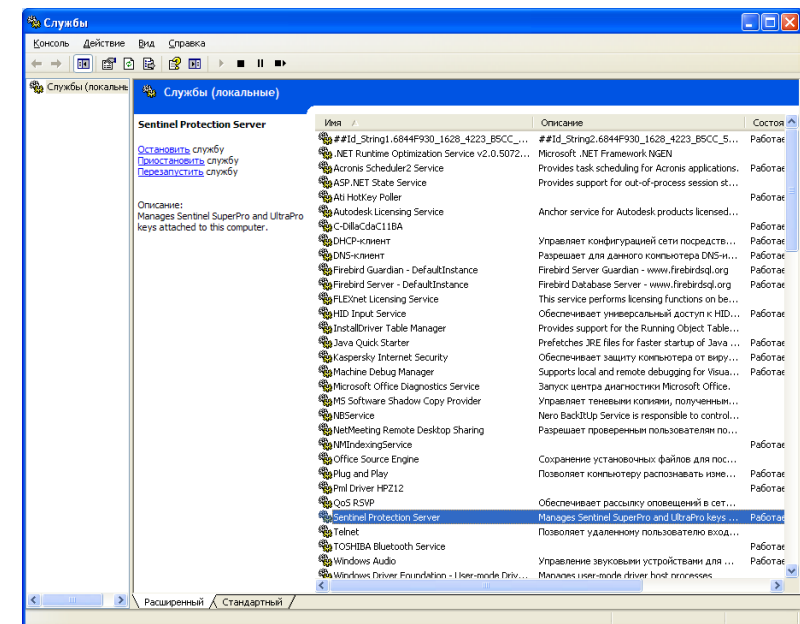 Службы
Консоль Действие Вид Справка
Службы (локальнь
Службы (локальные)
Sentinel Protection Server
Остановить службу
Приостановить службу
Перезапустить службу
Описание:
Manages Sentinel SuperPro and UltraPro
keys attached to this computer.
Имя Описание Состоя
##Id_String1.6844F930_1628_4223_B5CC_... ##Id_String2.6844F930_1628_4223_B5CC_5... Работае
.NET Runtime Optimization Service v2.0.5072... Microsoft .NET Framework NGEN
Acronis Scheduler2 Service Provides task scheduling for Acronis applications. Работае
ASP.NET State Service Provides support for out-of-process session st...
Ati HotKey Poller Работае
Autodesk Licensing Service Anchor service for Autodesk products licensed...
C-DillaCdaC11BA Работае
DHCP-клиент Управляет конфигурацией сети посредств... Работае
DNS-клиент Разрешает для данного компьютера DNS-и... Работае
Firebird Guardian - DefaultInstance Firebird Server Guardian - www.firebirdsql.org Работае
Firebird Server - DefaultInstance Firebird Database Server - www.firebirdsql.org Работае
FLEXnet Licensing Service This service performs licensing functions on be...
HID Input Service Обеспечивает универсальный доступ к HID... Работае
InstallDriver Table Manager Provides support for the Running Object Table...
Java Quick Starter Prefetches JRE files for faster startup of Java ... Работае
Kaspersky Internet Security Обеспечивает защиту компьютера от виру... Работае
Machine Debug Manager Supports local and remote debugging for Visua... Работае
Microsoft Office Diagnostics Service Запуск центра диагностики Microsoft Office.
MS Software Shadow Copy Provider Управляет теневыми копиями, полученным...
NBService Nero BackItUp Service is responsible to control...
NetMeeting Remote Desktop Sharing Разрешает проверенным пользователям по...
NMIndexingService Работае
Office Source Engine Сохранение установочных файлов для пос...
Plug and Play Позволяет компьютеру распознавать изме... Работае
Pml Driver HPZ12 Работае
QoS RSVP Обеспечивает рассылку оповещений в сет...
Sentinel Protection Server Manages Sentinel SuperPro and UltraPro keys ... Работае
Telnet Позволяет удаленному пользователю вход...
TOSHIBA Bluetooth Service Работае
Windows Audio Управление звуковыми устройствами для ... Работае
Windows Driver Foundation - User-mode Driv... Manages user-mode driver host processes
Расширенный Стандартный